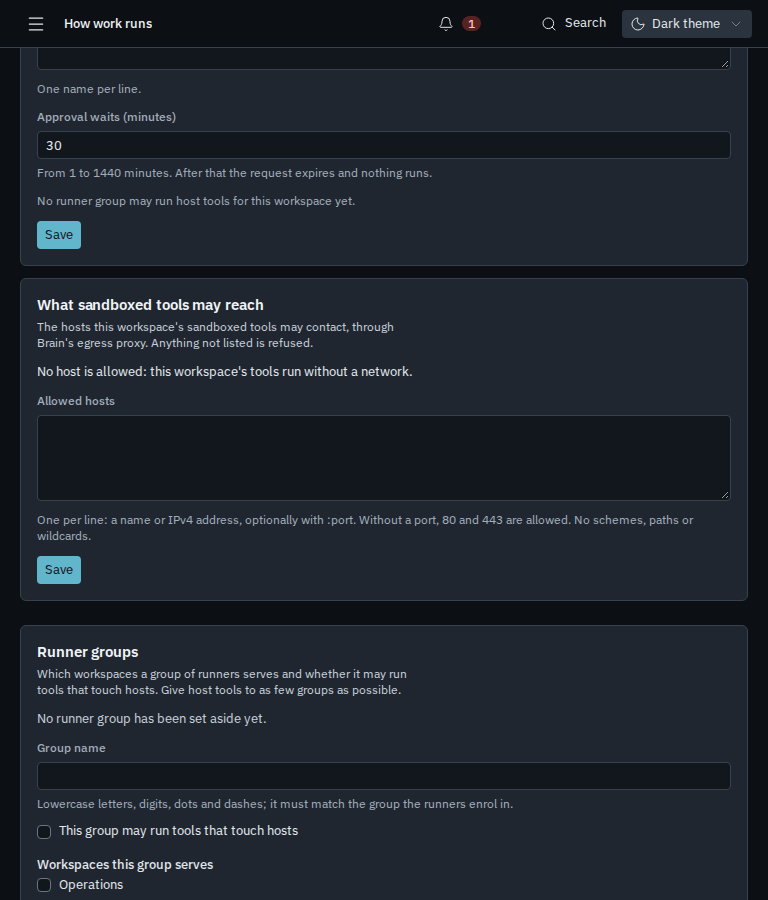 How work runs
1
Search
Dark theme
One name per line.
Approval waits (minutes)
30
From 1 to 1440 minutes. After that the request expires and nothing runs.
No runner group may run host tools for this workspace yet.
Save
What sandboxed tools may reach
The hosts this workspace's sandboxed tools may contact, through
Brain's egress proxy. Anything not listed is refused.
No host is allowed: this workspace's tools run without a network.
Allowed hosts
One per line: a name or IPv4 address, optionally with :port. Without a port, 80 and 443 are allowed. No schemes, paths or
wildcards.
Save
Runner groups
Which workspaces a group of runners serves and whether it may run
tools that touch hosts. Give host tools to as few groups as possible.
No runner group has been set aside yet.
Group name
Lowercase letters, digits, dots and dashes; it must match the group the runners enrol in.
This group may run tools that touch hosts
Workspaces this group serves
Operations